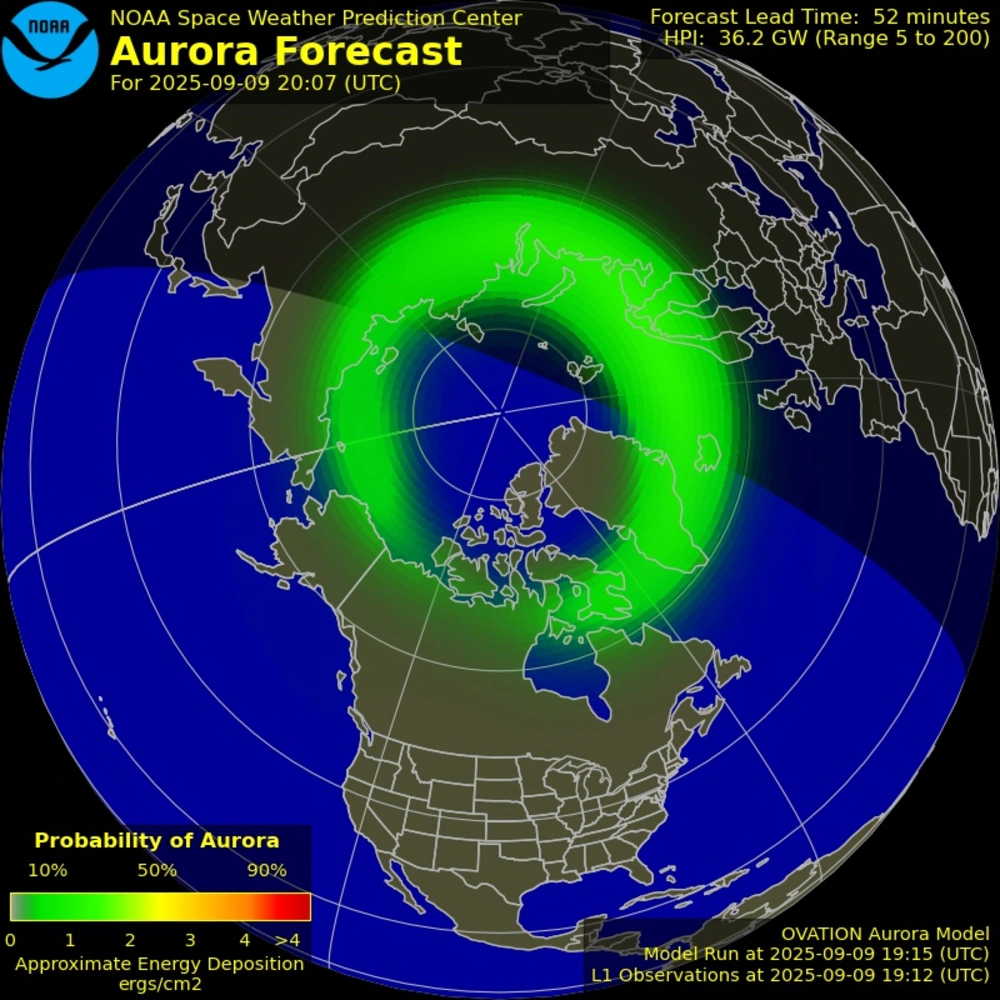 NOAA
NOAA Space Weather Prediction Center
Aurora Forecast
For 2025-09-09 20:07 (UTC)
Forecast Lead Time: 52 minutes
HPI: 36.2 GW (Range 5 to 200)
Probability of Aurora
10% 50% 90%
0 1 2 3 4 >4
Approximate Energy Deposition
ergs/cm2
OVATION Aurora Model
Model Run at 2025-09-09 19:15 (UTC)
L1 Observations at 2025-09-09 19:12 (UTC)